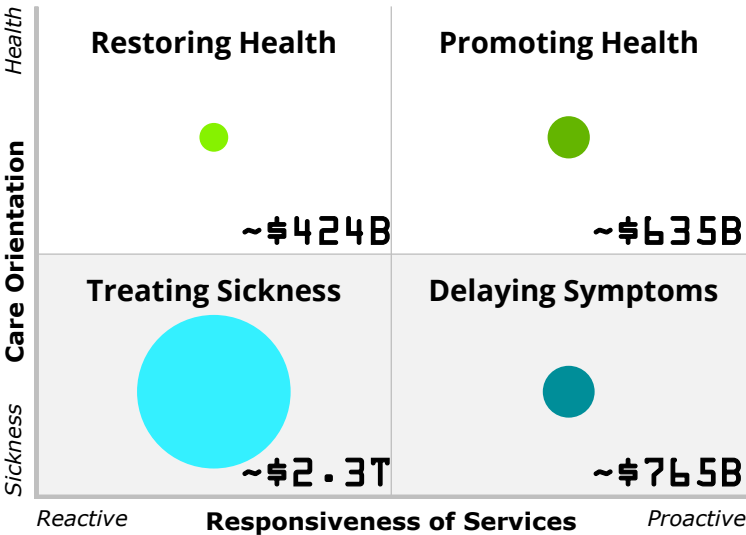 Health
Restoring Health
Promoting Health
~$424B
~$635B
Care Orientation
Treating Sickness
Delaying Symptoms
~$2.3T
~$765B
Sickness
Reactive
Responsiveness of Services
Proactive